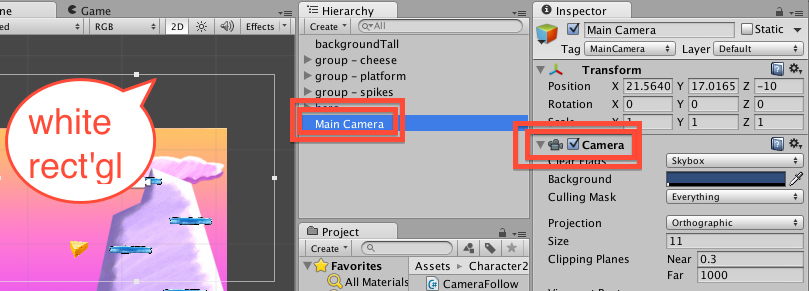 ne
Game
ed
RGB
2D
Effects
white
rect'gl
Hierarchy
Create
All
backgroundTall
group – cheese
group – platform
group – spikes
hero
Main Camera
Project
Create
Favorites
All Materials
Assets
Character2
CameraFollow
Inspector
Main Camera
Static
Tag
MainCamera
Layer
Default
Transform
Position X 21.5640 Y 17.0165 Z -10
Rotation X 0 Y 0 Z 0
Scale X 1 Y 1 Z 1
Camera
Clear Flags
Skybox
Background
Culling Mask
Everything
Projection
Orthographic
Size
11
Clipping Planes
Near 0.3
Far 1000